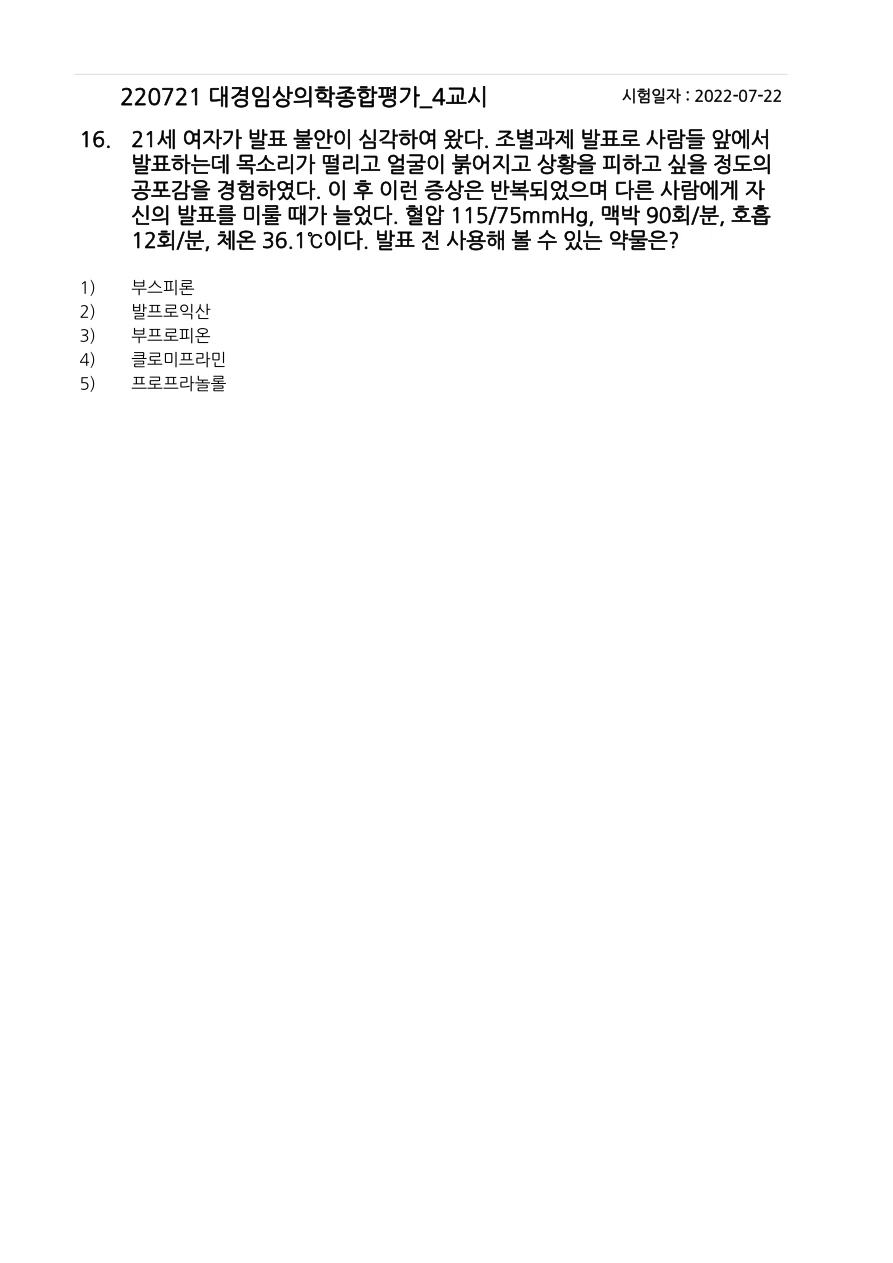 220721 대경임상의학종합평가_4교시 시험일자 : 2022-07-22
16. 21세 여자가 발표 불안이 심각하여 왔다. 조별과제 발표로 사람들 앞에서
발표하는데 목소리가 떨리고 얼굴이 붉어지고 상황을 피하고 싶을 정도의
공포감을 경험하였다. 이 후 이런 증상은 반복되었으며 다른 사람에게 자
신의 발표를 미룰 때가 늘었다. 혈압 115/75mmHg, 맥박 90회/분, 호흡
12회/분, 체온 36.1℃이다. 발표 전 사용해 볼 수 있는 약물은?
1) 부스피론
2) 발프로익산
3) 부프로피온
4) 클로미프라민
5) 프로프라놀롤